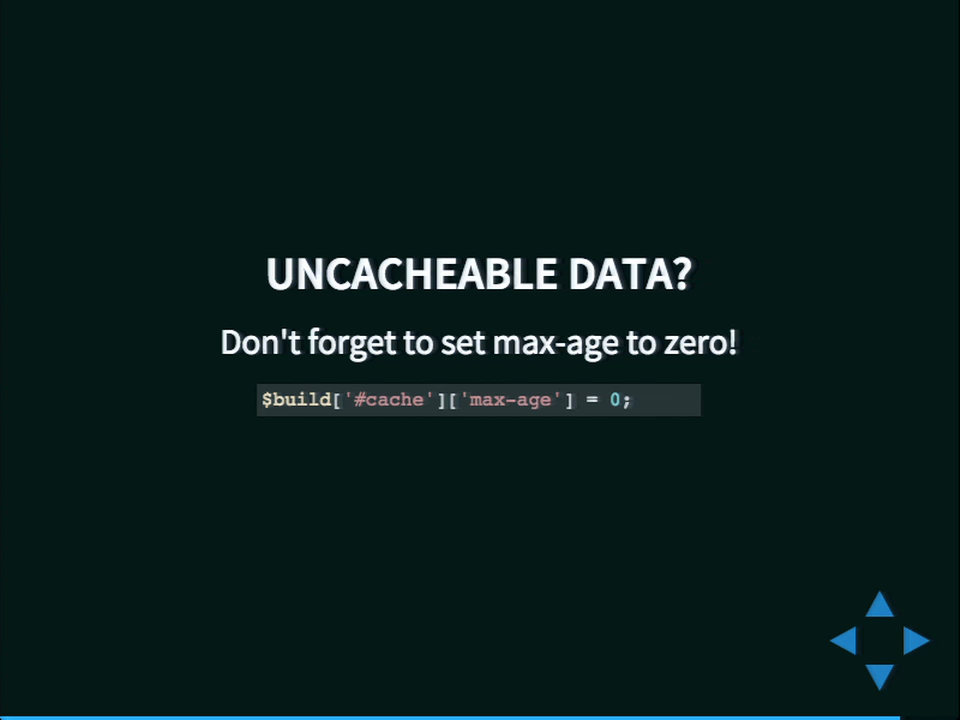 UNCACHEABLE DATA?
Don't forget to set max-age to zero!
$build['#cache']['max-age'] = 0;